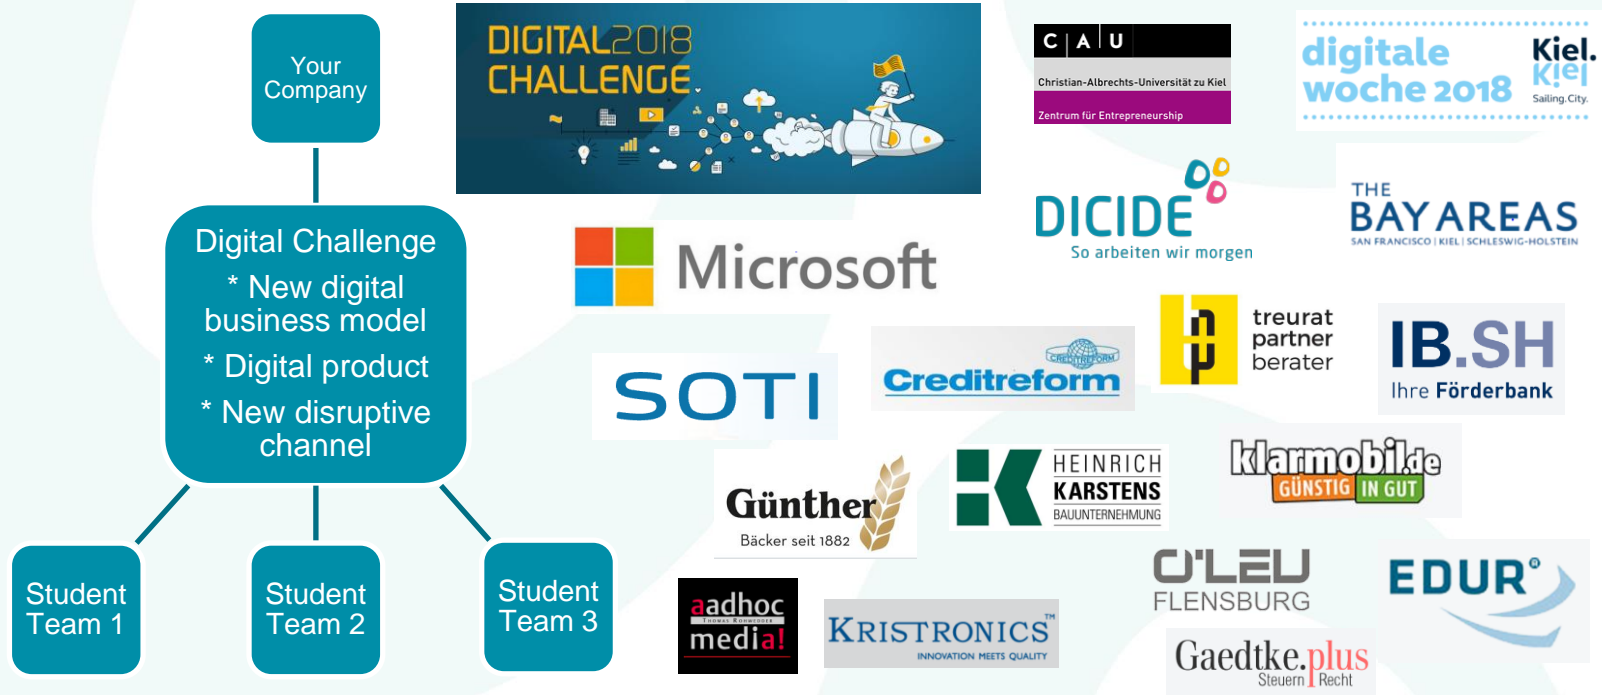 Your
Company
Digital Challenge
* New digital
business model
* Digital product
* New disruptive
channel
Student
Team 1
Student
Team 2
Student
Team 3
DIGITAL2018
CHALLENGE
C | A | U
Christian-Albrechts-Universität zu Kiel
Zentrum für Entrepreneurship
digitale
woche 2018
Kiel.
Kiel
Sailing.City.
DICIDE
So arbeiten wir morgen
THE
BAY AREAS
SAN FRANCISCO | KIEL | SCHLESWIG-HOLSTEIN
Microsoft
SOTI
CREDITREFORM
Creditreform
treurat
partner
berater
IB.SH
Ihre Förderbank
Günther
Bäcker seit 1882
HEINRICH
KARSTENS
BAUUNTERNEHMUNG
klarmobil.de
GÜNSTIG IN GUT
aadhoc
THOMAS ROHWEDDER
media!
KRISTRONICS™
INNOVATION MEETS QUALITY
O'LEU
FLENSBURG
EDUR®
Gaedtke.plus
Steuern | Recht